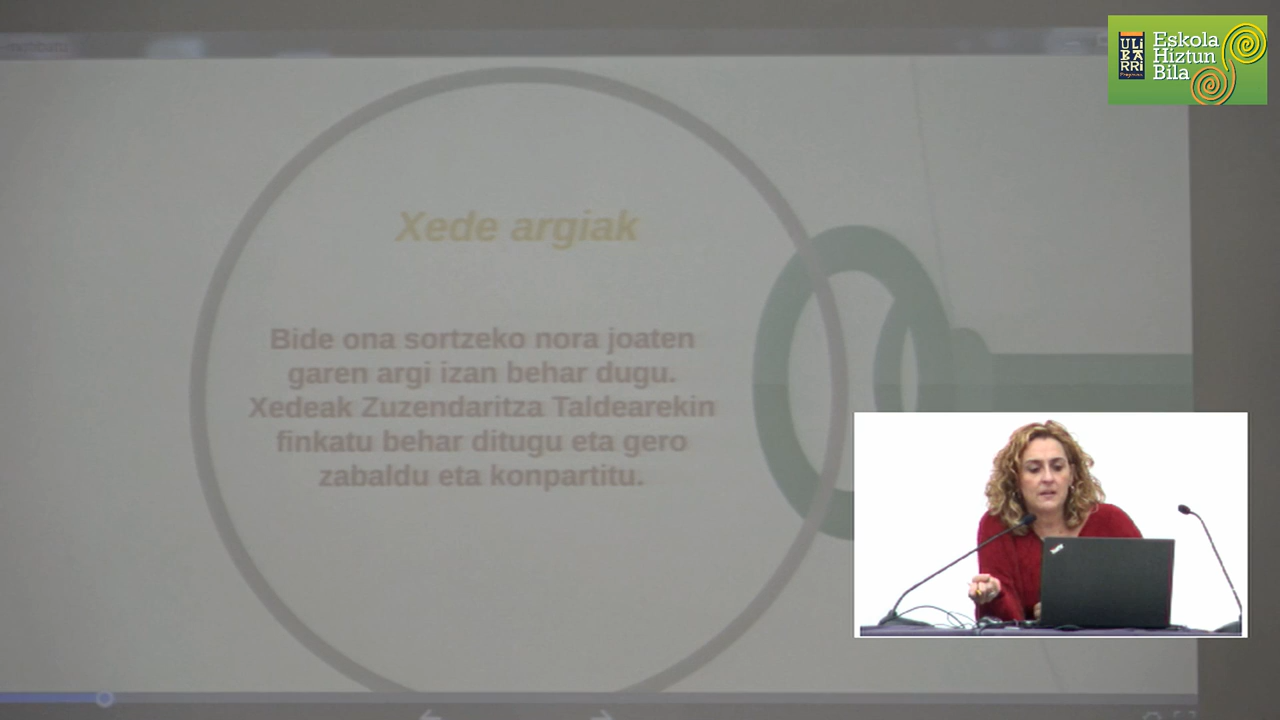 ULi
BA
RRI
Programa
Eskola
Hiztun
Bila
Xede argiak
Bide ona sortzeko nora joaten
garen argi izan behar dugu.
Xedeak Zuzendaritza Taldearekin
finkatu behar ditugu eta gero
zabaldu eta konpartitu.